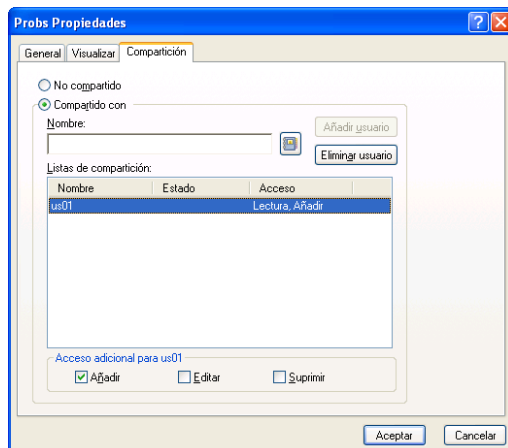 Probs Propiedades
General Visualizar Compartición
No compartido
Compartido con
Nombre:
Añadir usuario
Eliminar usuario
Listas de compartición:
Nombre Estado Acceso
us01 Lectura, Añadir
Acceso adicional para us01
Añadir Editar Suprimir
Aceptar Cancelar